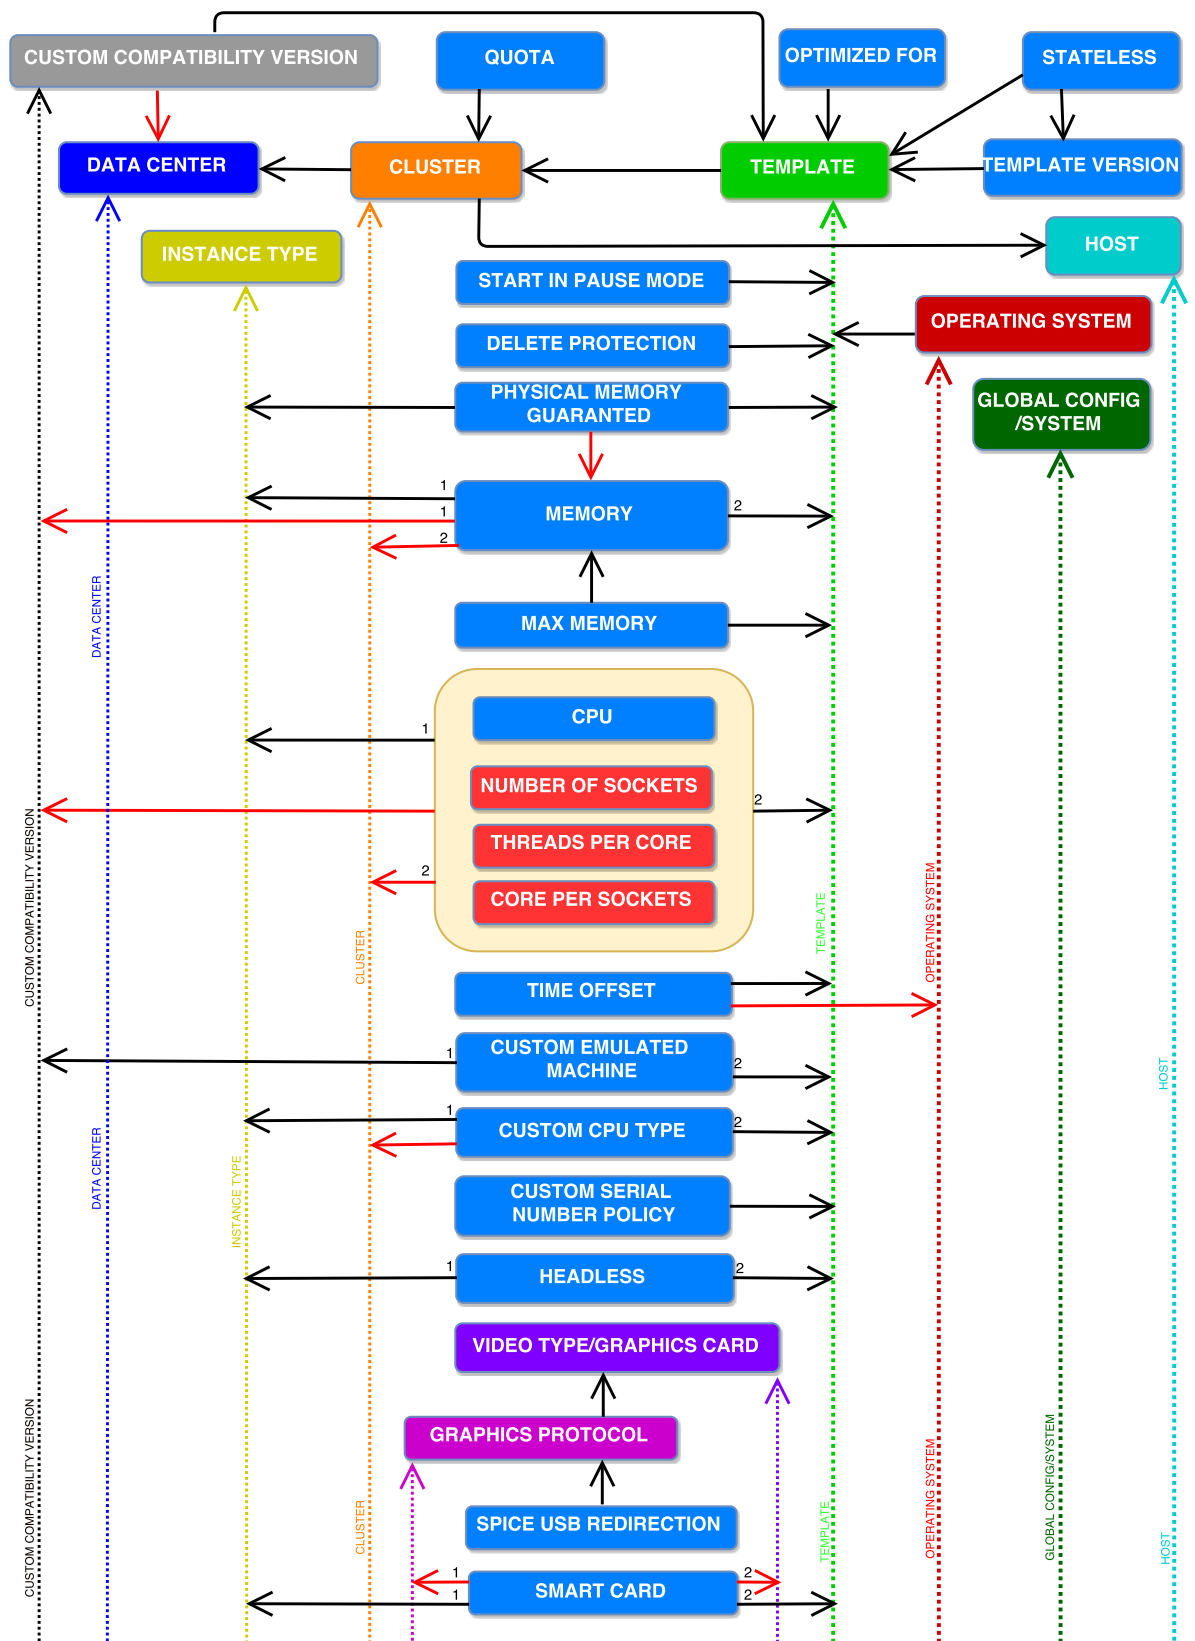 CUSTOM COMPATIBILITY VERSION
QUOTA
OPTIMIZED FOR
STATELESS
DATA CENTER
CLUSTER
TEMPLATE
TEMPLATE VERSION
INSTANCE TYPE
HOST
START IN PAUSE MODE
OPERATING SYSTEM
DELETE PROTECTION
PHYSICAL MEMORY
GUARANTED
GLOBAL CONFIG
/SYSTEM
1
MEMORY
2
1
2
DATA CENTER
MAX MEMORY
CPU
1
NUMBER OF SOCKETS
2
THREADS PER CORE
2
CORE PER SOCKETS
CUSTOM COMPATIBILITY VERSION
CLUSTER
TEMPLATE
OPERATING SYSTEM
TIME OFFSET
1
CUSTOM EMULATED
MACHINE
2
HOST
1
CUSTOM CPU TYPE
2
DATA CENTER
INSTANCE TYPE
CUSTOM SERIAL
NUMBER POLICY
1
HEADLESS
2
VIDEO TYPE/GRAPHICS CARD
GRAPHICS PROTOCOL
CUSTOM COMPATIBILITY VERSION
CLUSTER
SPICE USB REDIRECTION
TEMPLATE
OPERATING SYSTEM
GLOBAL CONFIG/SYSTEM
HOST
1
SMART CARD
2
1
2